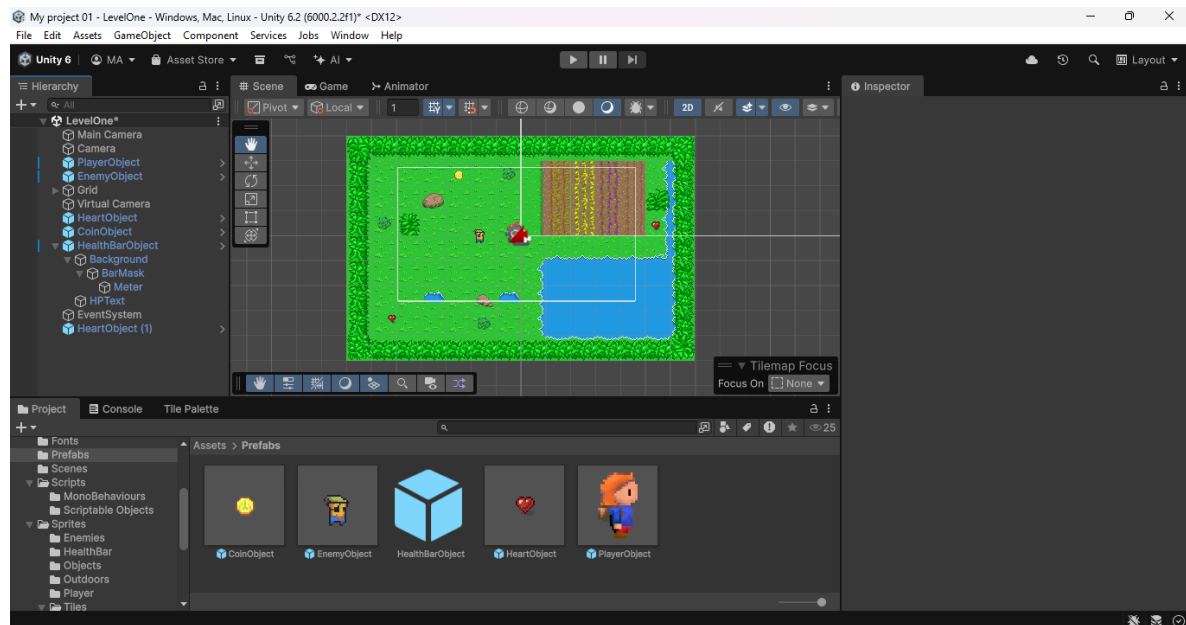 My project 01 - LevelOne - Windows, Mac, Linux - Unity 6.2 (6000.2.2f1)* <DX12>
File Edit Assets GameObject Component Services Jobs Window Help
Unity 6 MA Asset Store AI Layout
Hierarchy
All
LevelOne*
Main Camera
Camera
PlayerObject
EnemyObject
Grid
Virtual Camera
HeartObject
CoinObject
HealthBarObject
Background
BarMask
Meter
HPText
EventSystem
HeartObject (1)
Scene Game Animator
Pivot Local 1 2D
Tilemap Focus
Focus On None
Inspector
Project Console Tile Palette
25
Fonts
Prefabs
Scenes
Scripts
MonoBehaviours
Scriptable Objects
Sprites
Enemies
HealthBar
Objects
Outdoors
Player
Tiles
Assets > Prefabs
CoinObject EnemyObject HealthBarObject HeartObject PlayerObject